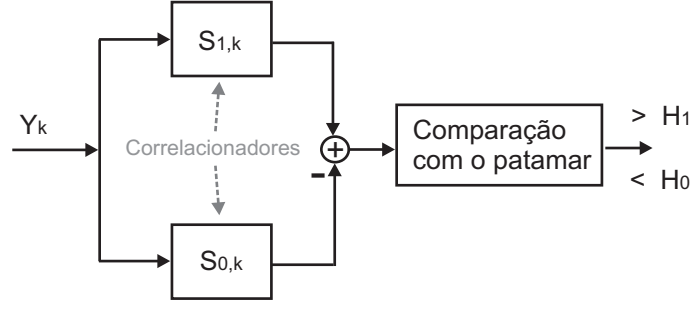 S1,k
Yk
Correlacionadores
+
-
Comparação
com o patamar
> H1
< H0
S0,k